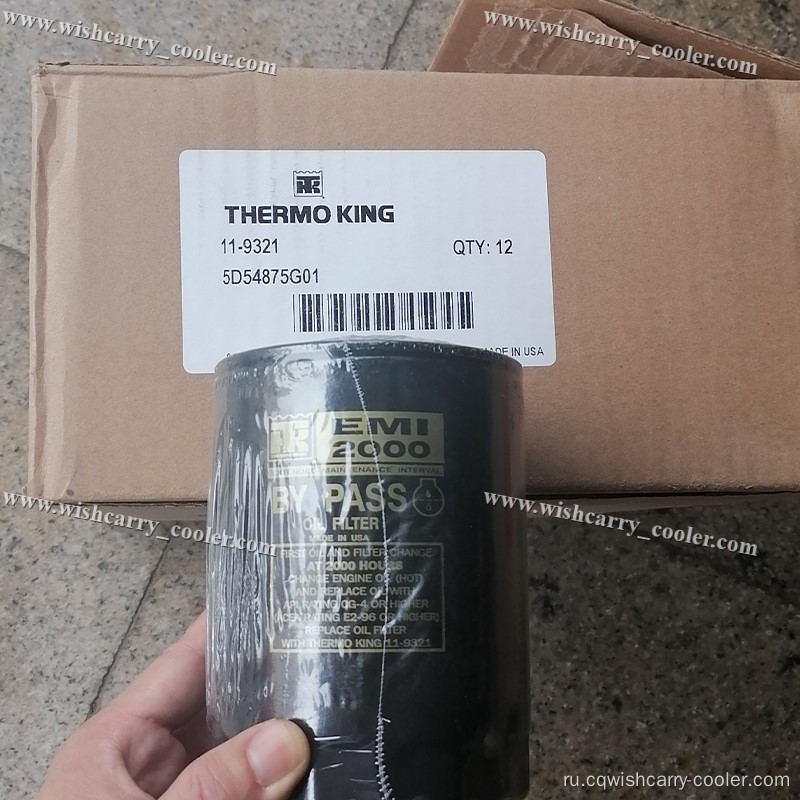 www.wishcarry_cooler.com
www.wishcarry_cooler.com
THERMO KING
11-9321
QTY: 12
5D54875G01
MADE IN USA
TK
EMI
2000
EXTENDED MAINTENANCE INTERVAL
BY PASS
OIL FILTER
MADE IN USA
FIRST OIL AND FILTER CHANGE
AT 2000 HOURS
CHANGE ENGINE OIL (HOT)
AND REPLACE OIL WITH
API RATING CG-4 OR HIGHER
(ACEA RATING E2-96 OR HIGHER)
REPLACE OIL FILTER
WITH THERMO KING 11-9321
www.wishcarry_cooler.com
www.wishcarry_cooler.com
ru.cqwishcarry-cooler.com